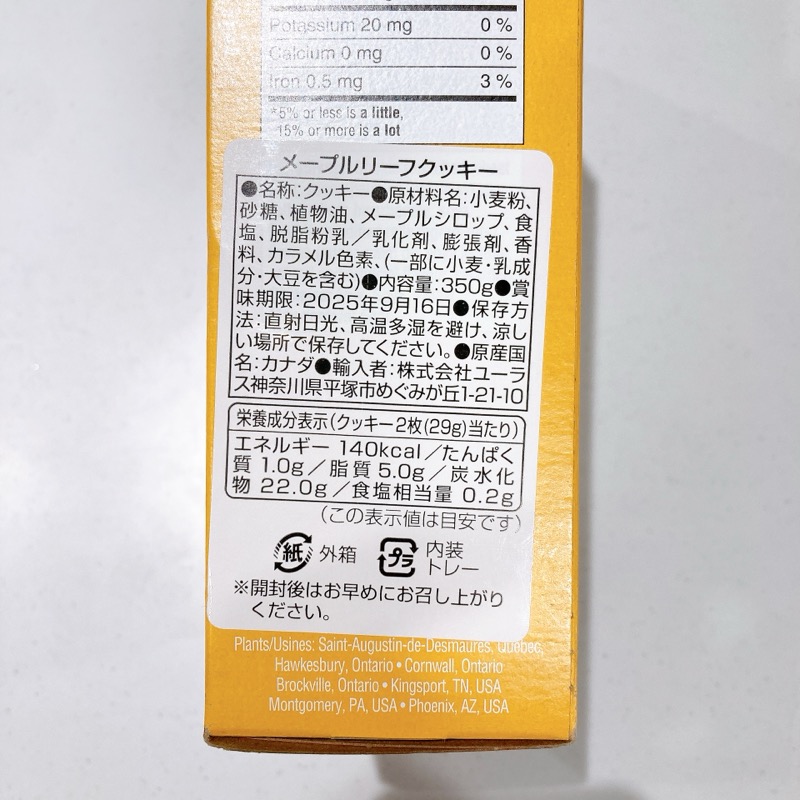 Potassium 20 mg 0 %
Calcium 0 mg 0 %
Iron 0.5 mg 3 %
*5% or less is a little,
15% or more is a lot
メープルリーフクッキー
●名称:クッキー●原材料名:小麦粉、
砂糖、植物油、メープルシロップ、食
塩、脱脂粉乳／乳化剤、膨張剤、香
料、カラメル色素、(一部に小麦・乳成
分・大豆を含む)●内容量:350g●賞
味期限:2025年9月16日●保存方
法:直射日光、高温多湿を避け、涼し
い場所で保存してください。●原産国
名:カナダ●輸入者:株式会社ユーラ
ス神奈川県平塚市めぐみが丘1-21-10
栄養成分表示(クッキー2枚(29g)当たり)
エネルギー 140kcal／たんぱく
質 1.0g／脂質 5.0g／炭水化
物 22.0g／食塩相当量 0.2g
(この表示値は目安です)
紙 外箱 プラ 内装
トレー
※開封後はお早めにお召し上がり
ください。
Plants/Usines: Saint-Augustin-de-Desmaures, Quebec,
Hawkesbury, Ontario • Cornwall, Ontario
Brockville, Ontario • Kingsport, TN, USA
Montgomery, PA, USA • Phoenix, AZ, USA